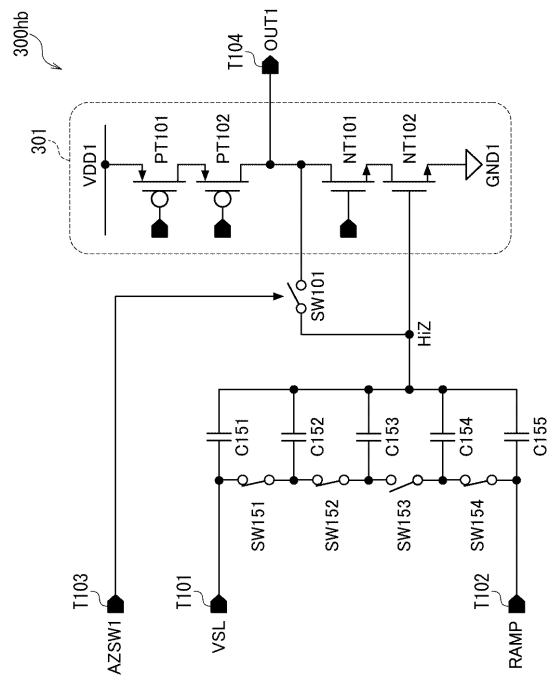 300hb
301
VDD1
PT101
PT102
T104
OUT1
NT101
NT102
GND1
SW101
HiZ
C151
C152
C153
C154
C155
SW151
SW152
SW153
SW154
T103
AZSW1
T101
VSL
T102
RAMP